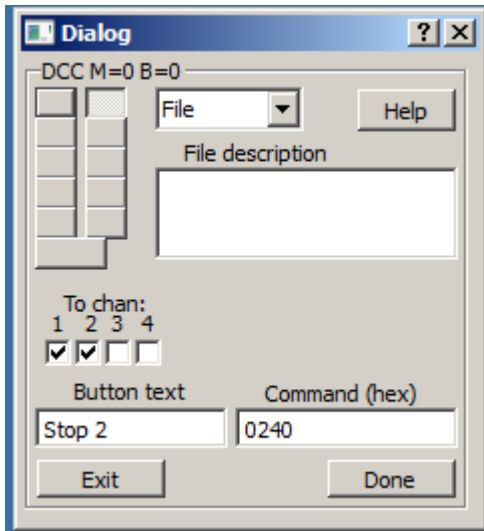 Dialog
DCC M=0 B=0
File
Help
File description
To chan:
1 2 3 4
Button text Command (hex)
Stop 2 0240
Exit Done